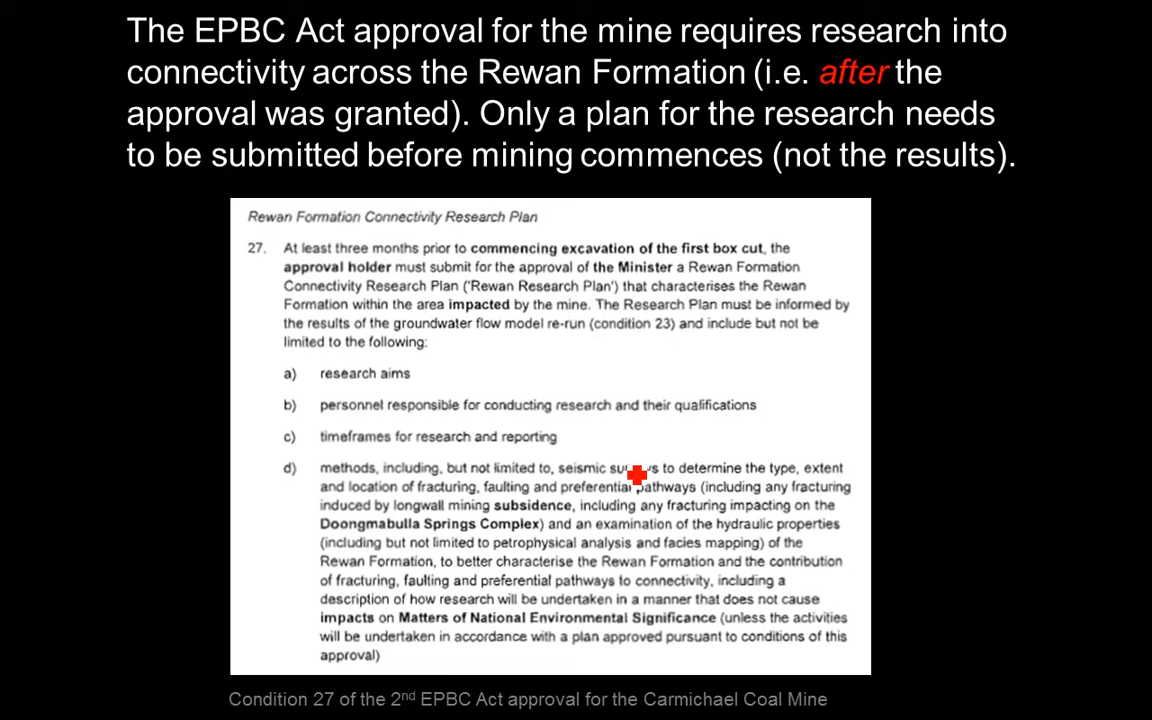 The EPBC Act approval for the mine requires research into
connectivity across the Rewan Formation (i.e. after the
approval was granted). Only a plan for the research needs
to be submitted before mining commences (not the results).
Rewan Formation Connectivity Research Plan
27. At least three months prior to commencing excavation of the first box cut, the
approval holder must submit for the approval of the Minister a Rewan Formation
Connectivity Research Plan ('Rewan Research Plan') that characterises the Rewan
Formation within the area impacted by the mine. The Research Plan must be informed by
the results of the groundwater flow model re-run (condition 23) and include but not be
limited to the following:
a) research aims
b) personnel responsible for conducting research and their qualifications
c) timeframes for research and reporting
d) methods, including, but not limited to, seismic surveys to determine the type, extent
and location of fracturing, faulting and preferential pathways (including any fracturing
induced by longwall mining subsidence, including any fracturing impacting on the
Doongmabulla Springs Complex) and an examination of the hydraulic properties
(including but not limited to petrophysical analysis and facies mapping) of the
Rewan Formation, to better characterise the Rewan Formation and the contribution
of fracturing, faulting and preferential pathways to connectivity, including a
description of how research will be undertaken in a manner that does not cause
impacts on Matters of National Environmental Significance (unless the activities
will be undertaken in accordance with a plan approved pursuant to conditions of this
approval)
Condition 27 of the 2nd EPBC Act approval for the Carmichael Coal Mine